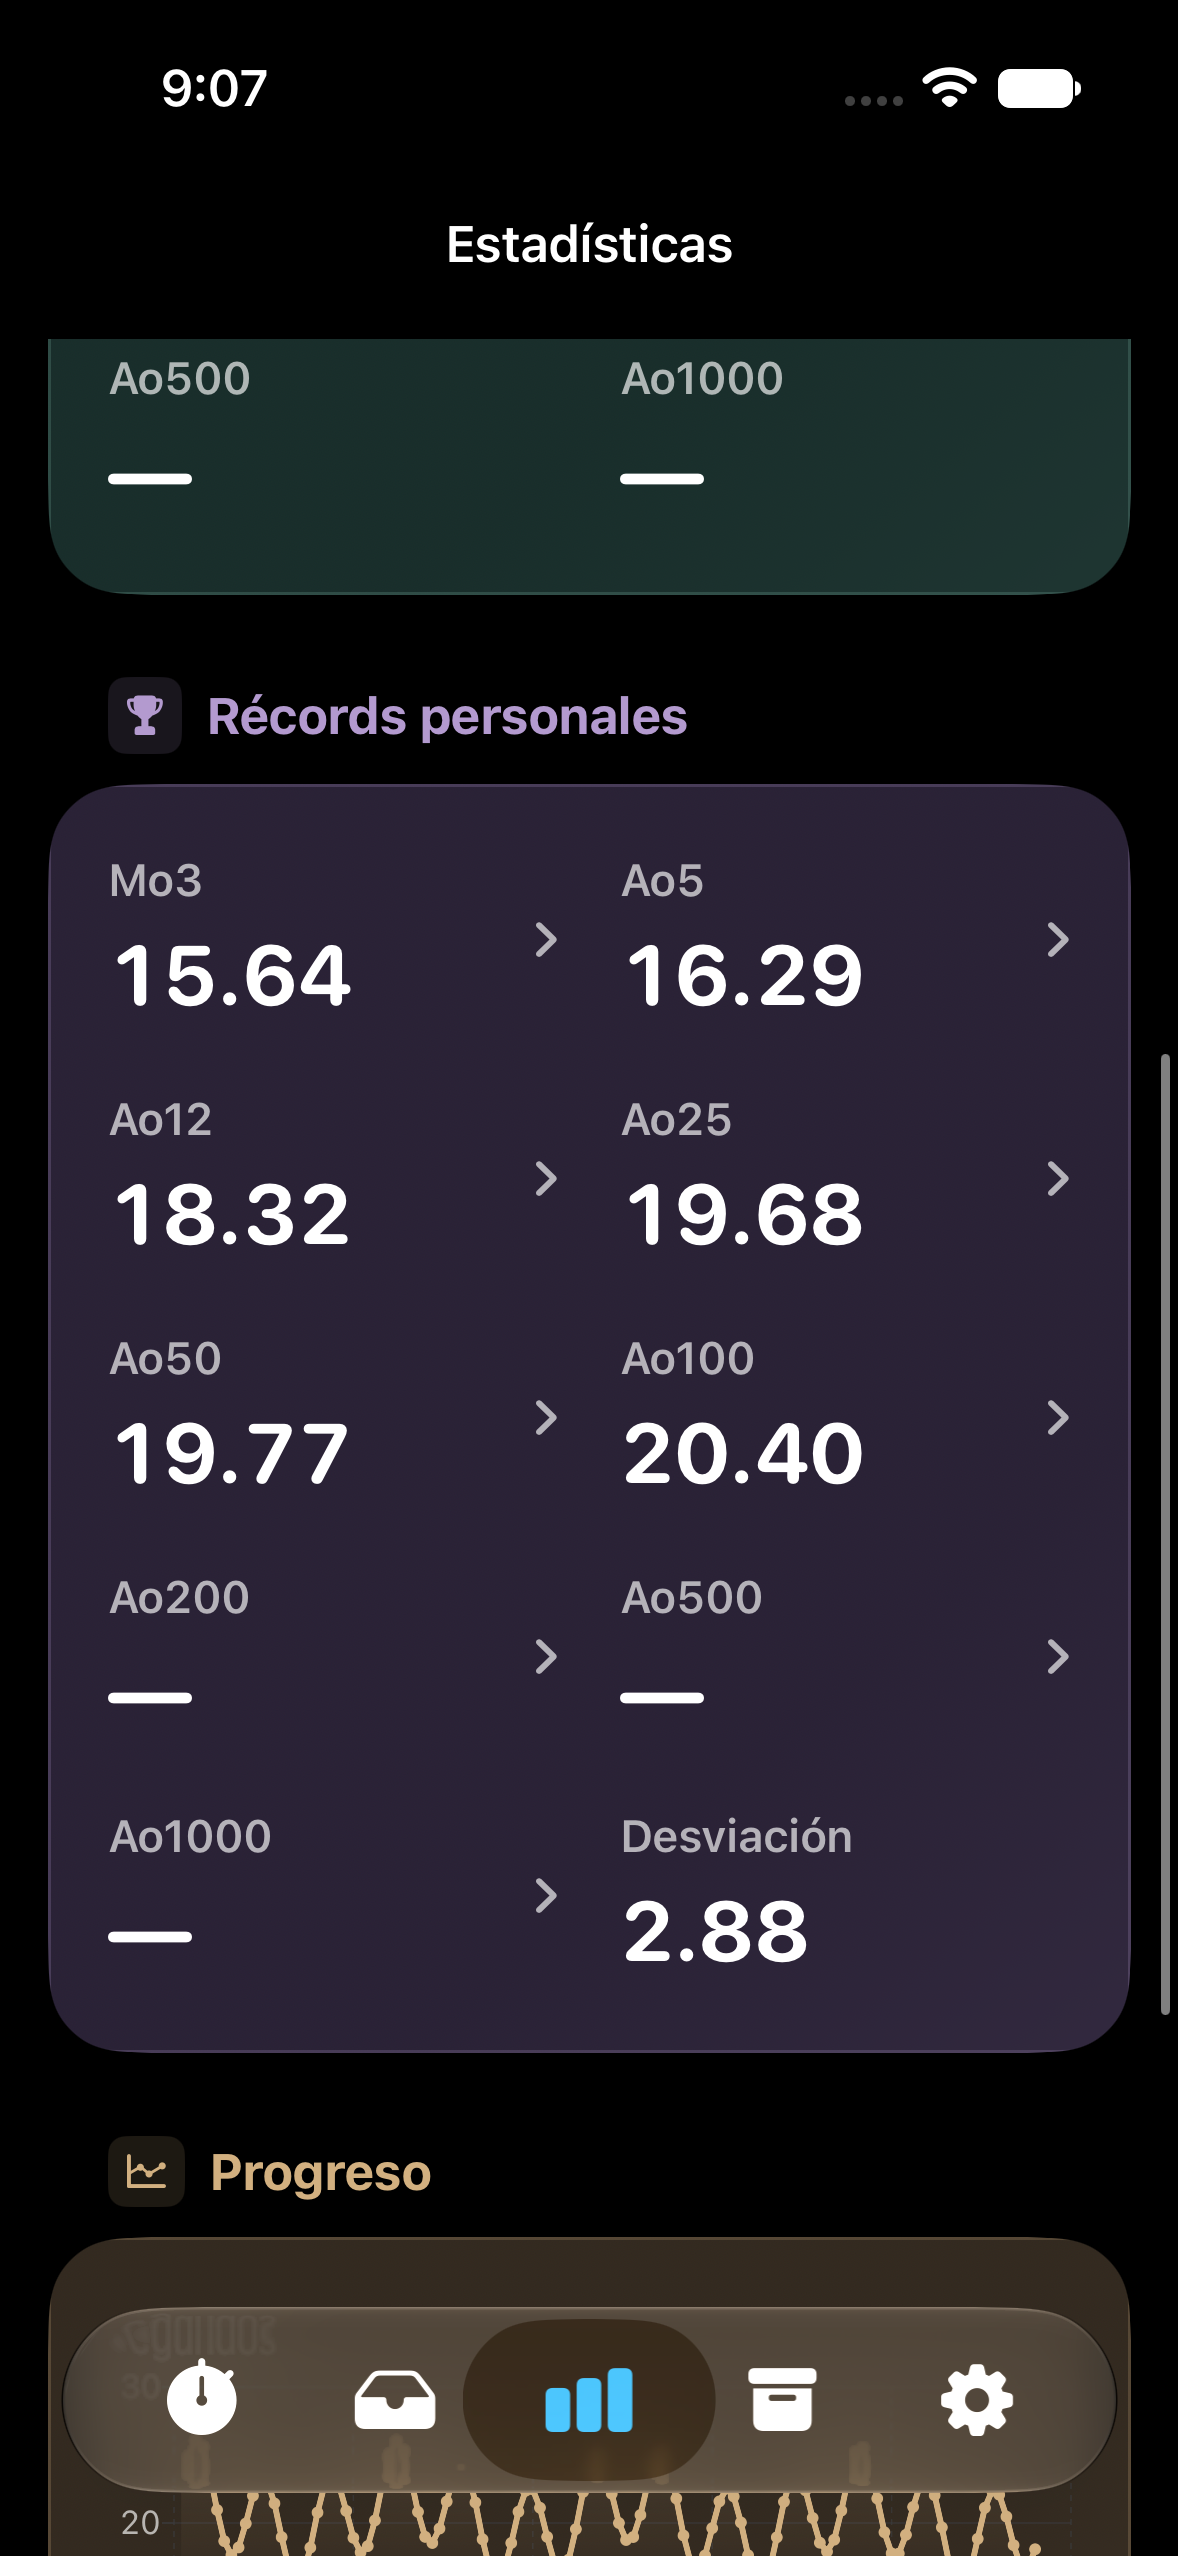 9:07
Estadísticas
Ao500 Ao1000
— —
Récords personales
Mo3 Ao5
15.64 16.29
Ao12 Ao25
18.32 19.68
Ao50 Ao100
19.77 20.40
Ao200 Ao500
— —
Ao1000 Desviación
— 2.88
Progreso
30
20